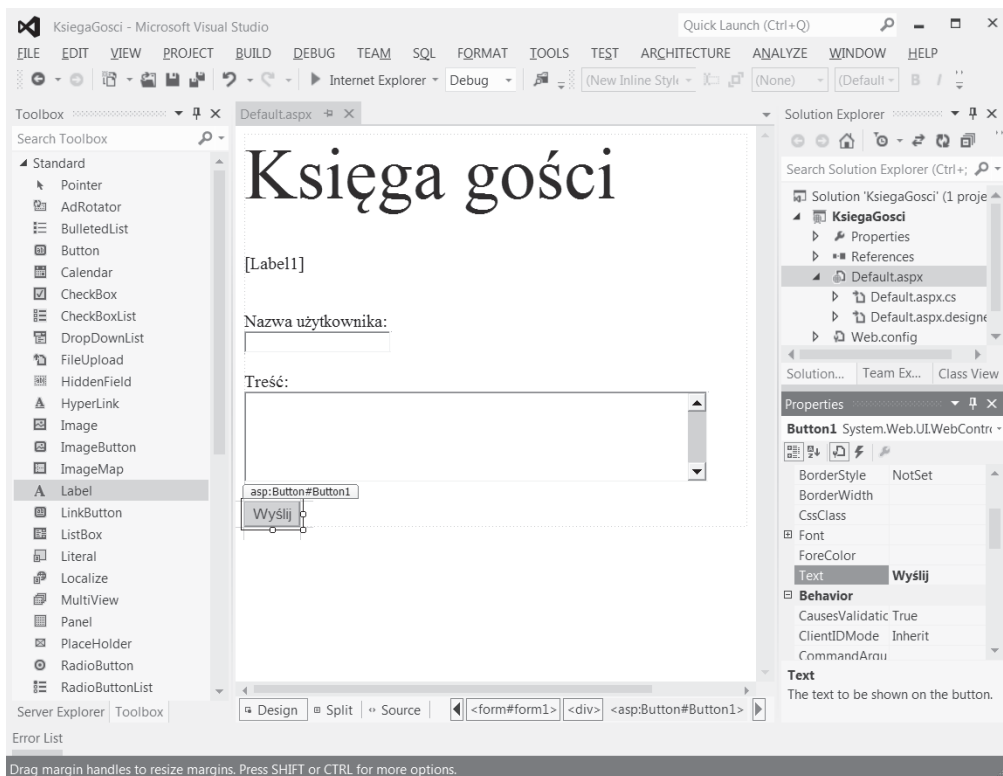 KsiegaGosci - Microsoft Visual Studio
Quick Launch (Ctrl+Q)
FILE EDIT VIEW PROJECT BUILD DEBUG TEAM SQL FORMAT TOOLS TEST ARCHITECTURE ANALYZE WINDOW HELP
Internet Explorer Debug (New Inline Style (None) (Default B I
Toolbox
Search Toolbox
Standard
Pointer
AdRotator
BulletedList
Button
Calendar
CheckBox
CheckBoxList
DropDownList
FileUpload
HiddenField
HyperLink
Image
ImageButton
ImageMap
Label
LinkButton
ListBox
Literal
Localize
MultiView
Panel
PlaceHolder
RadioButton
RadioButtonList
Server Explorer Toolbox
Default.aspx
Księga gości
[Label1]
Nazwa użytkownika:
Treść:
asp:Button#Button1
Wyślij
Design Split Source <form#form1> <div> <asp:Button#Button1>
Solution Explorer
Search Solution Explorer (Ctrl+;
Solution 'KsiegaGosci' (1 proje
KsiegaGosci
Properties
References
Default.aspx
Default.aspx.cs
Default.aspx.designe
Web.config
Solution... Team Ex... Class View
Properties
Button1 System.Web.UI.WebContro
BorderStyle NotSet
BorderWidth
CssClass
Font
ForeColor
Text Wyślij
Behavior
CausesValidatic True
ClientIDMode Inherit
CommandArgu
Text
The text to be shown on the button.
Error List
Drag margin handles to resize margins. Press SHIFT or CTRL for more options.